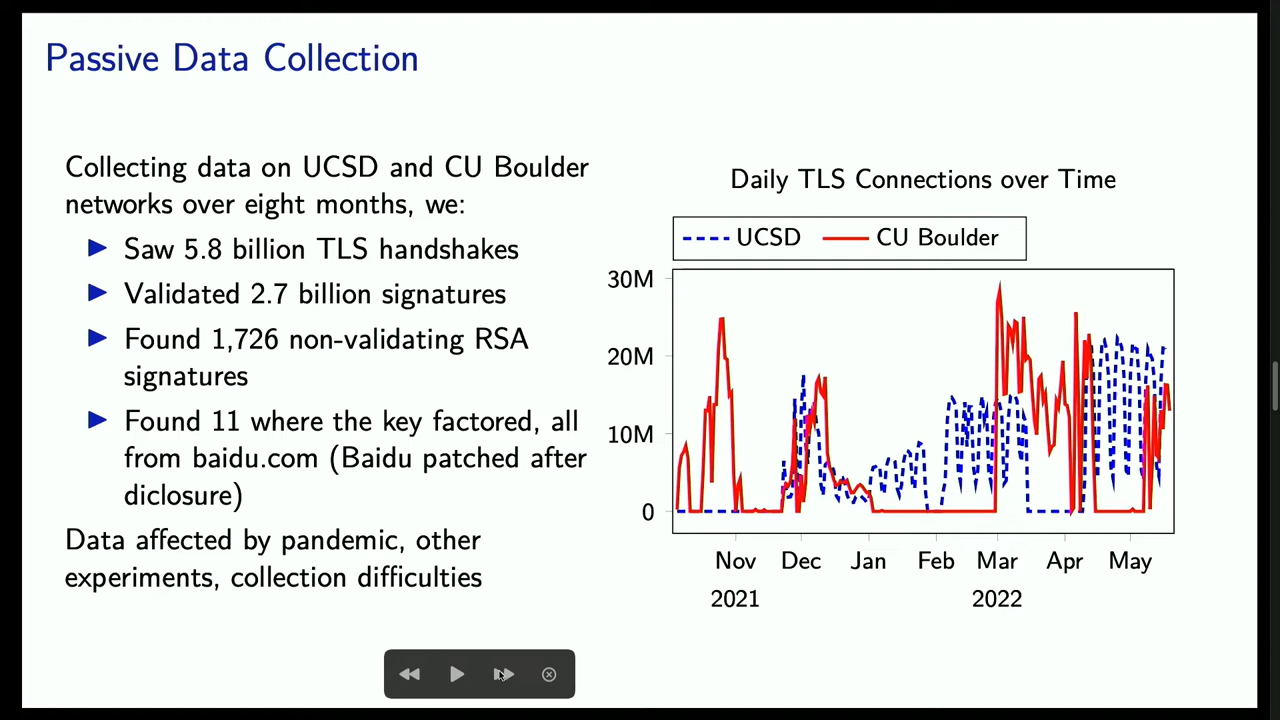 Passive Data Collection
Collecting data on UCSD and CU Boulder
networks over eight months, we:
Saw 5.8 billion TLS handshakes
Validated 2.7 billion signatures
Found 1,726 non-validating RSA
signatures
Found 11 where the key factored, all
from baidu.com (Baidu patched after
diclosure)
Data affected by pandemic, other
experiments, collection difficulties
Daily TLS Connections over Time
UCSD CU Boulder
30M
20M
10M
0
Nov Dec Jan Feb Mar Apr May
2021 2022